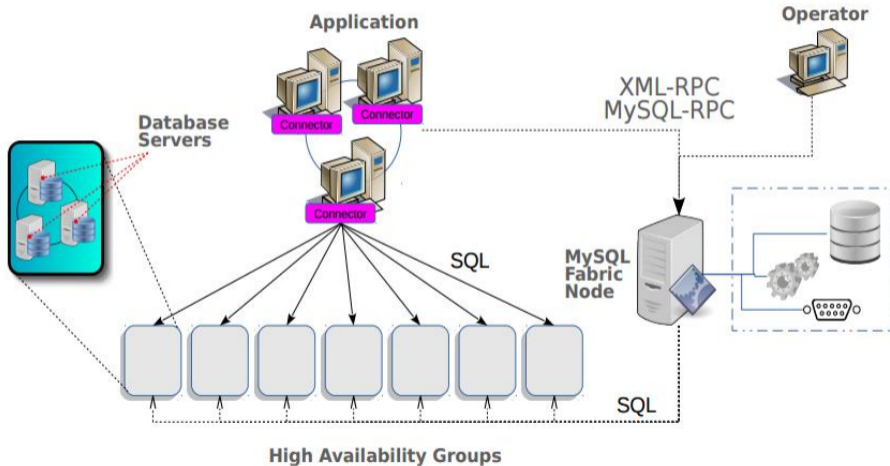 Application
Operator
XML-RPC
MySQL-RPC
Connector
Connector
Database
Servers
Connector
SQL
MySQL
Fabric
Node
SQL
High Availability Groups